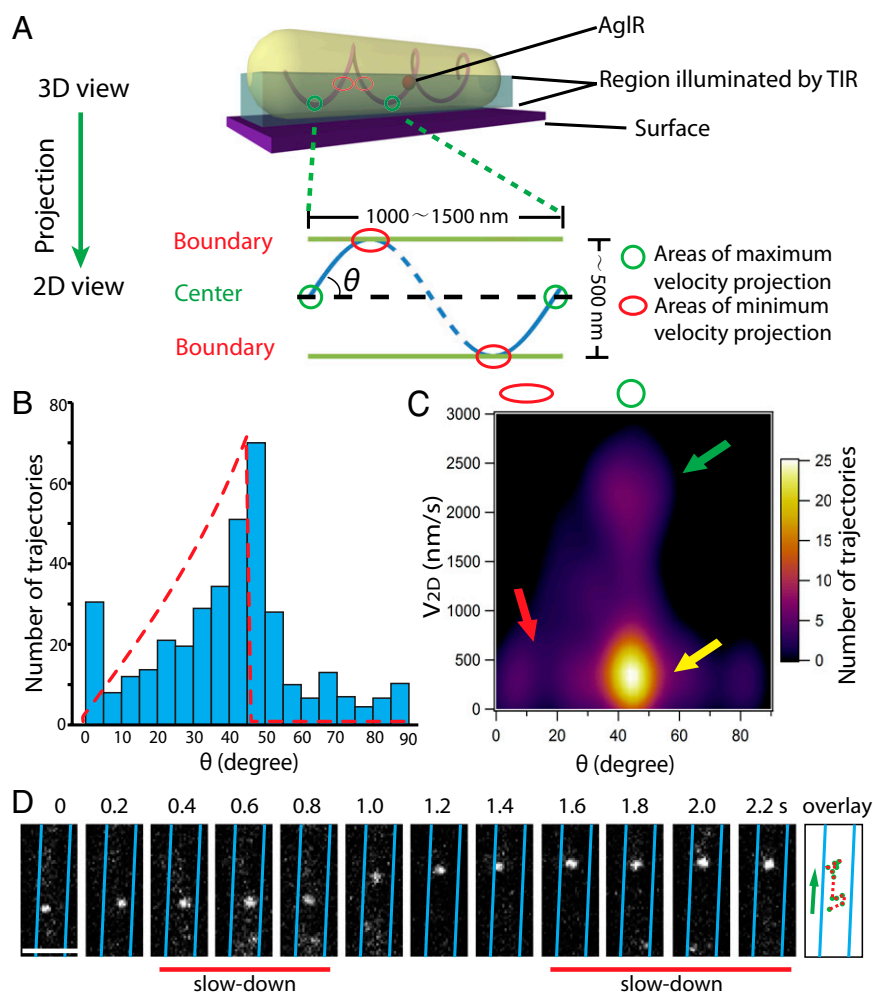 A
AglR
3D view
Region illuminated by TIR
Surface
Projection
1000～1500 nm
Boundary
2D view
Center
θ
Boundary
～500 nm
Areas of maximum
velocity projection
Areas of minimum
velocity projection
B
Number of trajectories
80
60
40
20
0
0 10 20 30 40 50 60 70 80 90
θ (degree)
C
V2D (nm/s)
3000
2500
2000
1500
1000
500
0
0 20 40 60 80
θ (degree)
25
20
15
10
5
0
Number of trajectories
D
0 0.2 0.4 0.6 0.8 1.0 1.2 1.4 1.6 1.8 2.0 2.2 s overlay
slow-down slow-down